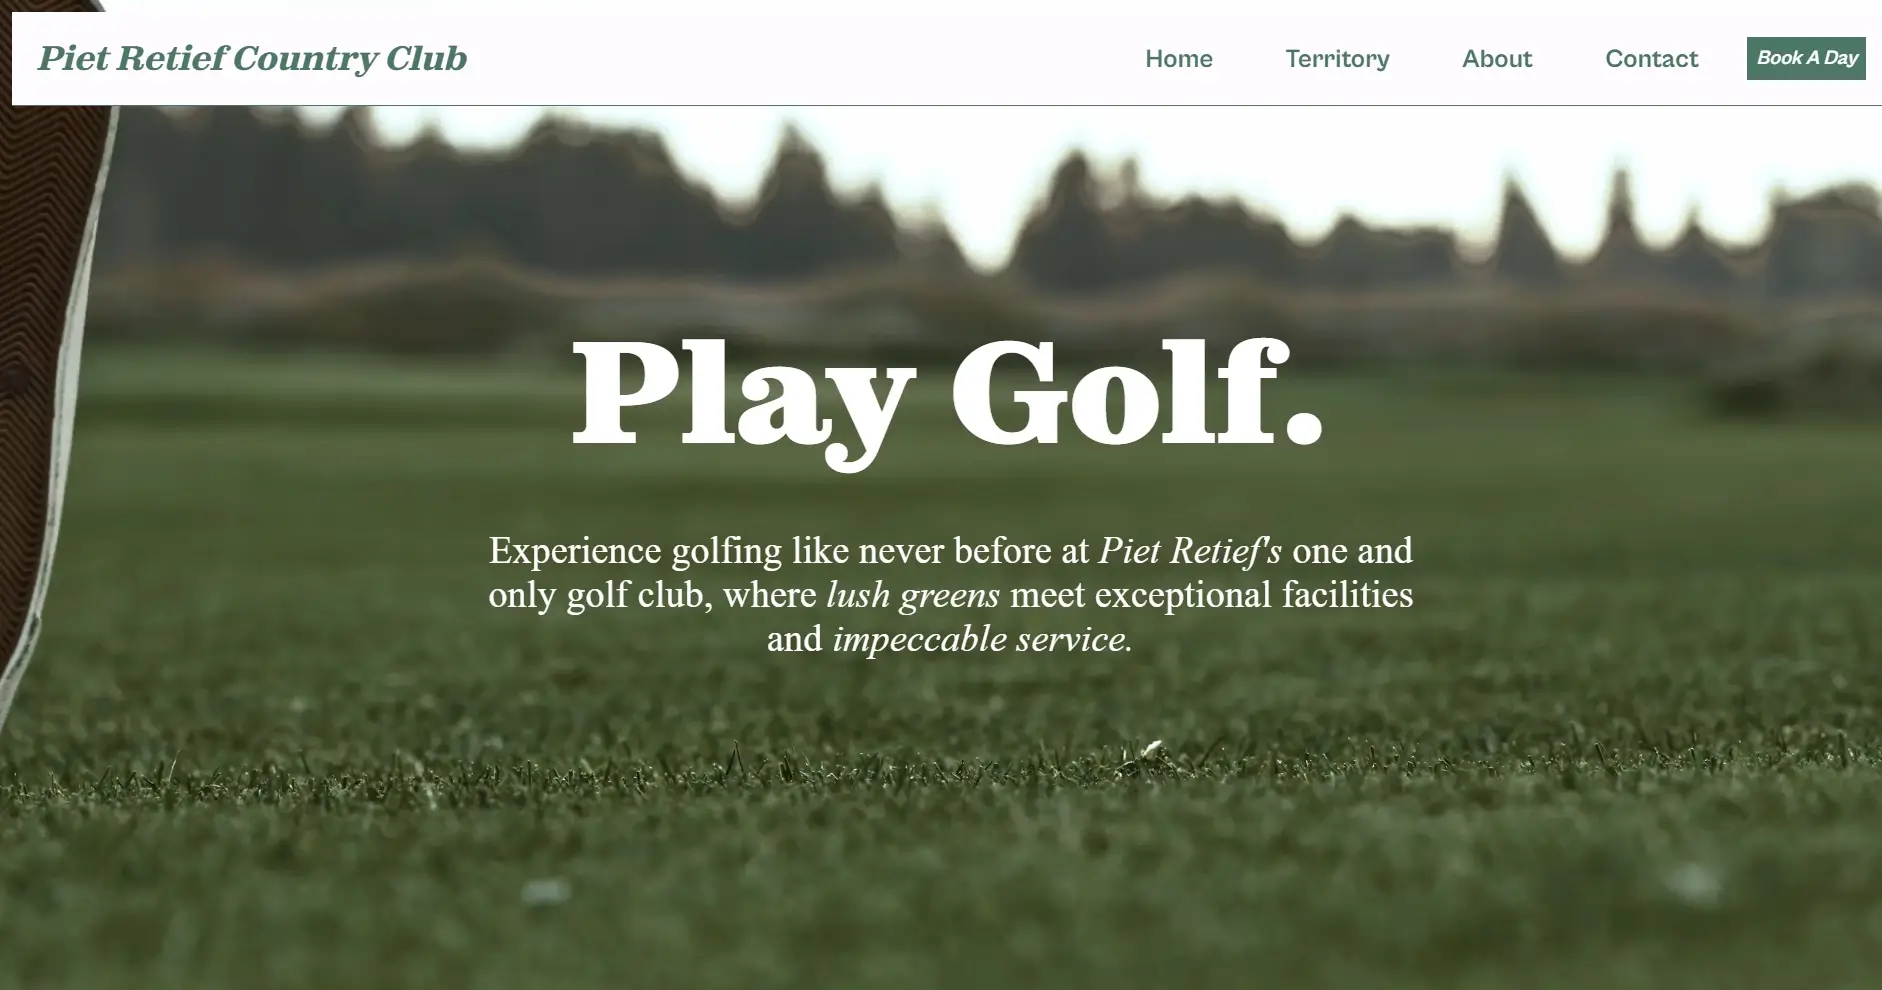 Piet Retief Country Club
Home
Territory
About
Contact
Book A Day
Play Golf.
Experience golfing like never before at Piet Retief's one and
only golf club, where lush greens meet exceptional facilities
and impeccable service.